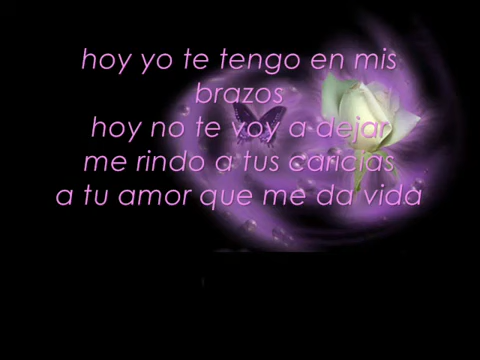 hoy yo te tengo en mis
brazos
hoy no te voy a dejar
me rindo a tus caricias
a tu amor que me da vida